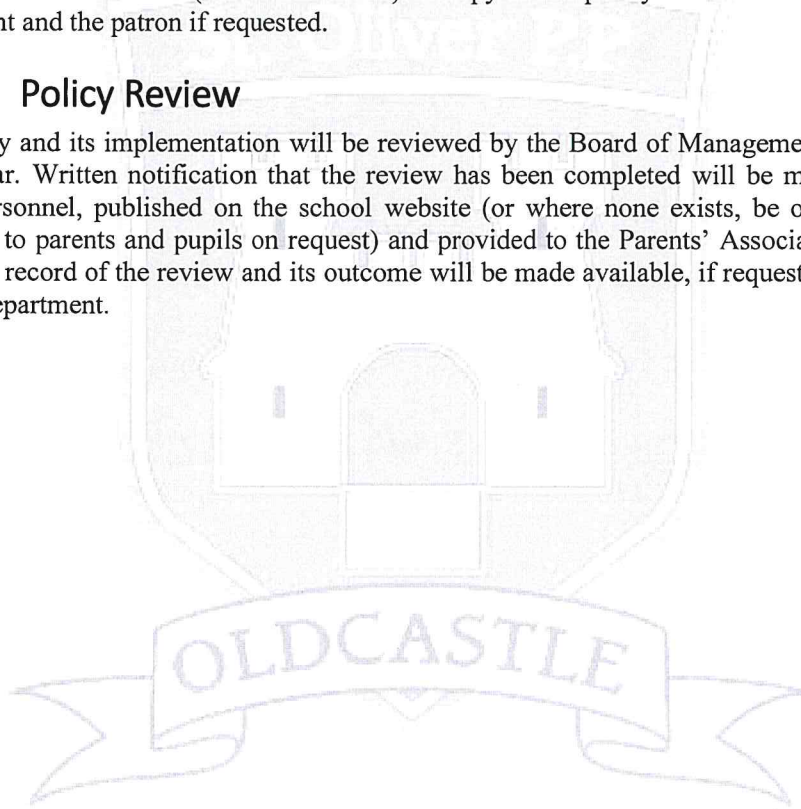 nt and the patron if requested.
St Oliver P.P
Policy Review
y and its implementation will be reviewed by the Board of Manageme
ar. Written notification that the review has been completed will be m
rsonnel, published on the school website (or where none exists, be o
to parents and pupils on request) and provided to the Parents’ Associa
record of the review and its outcome will be made available, if request
epartment.
OLDCASTLE